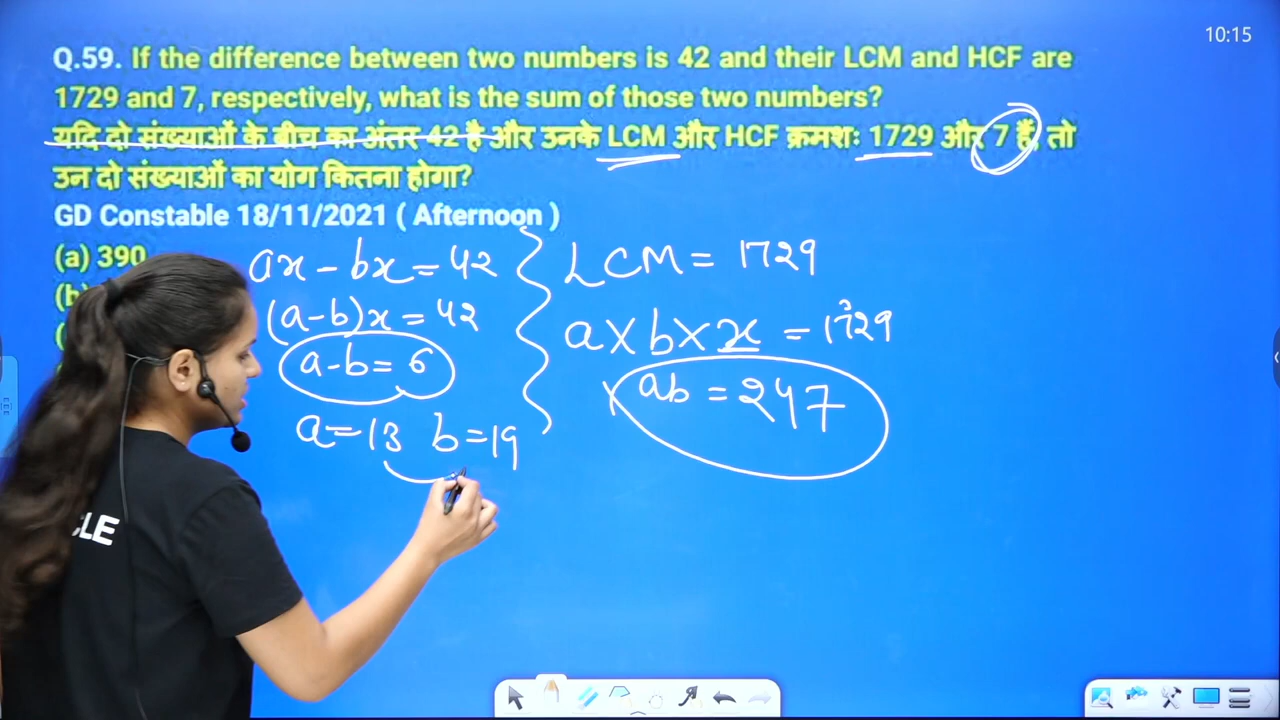 10:15
Q.59. If the difference between two numbers is 42 and their LCM and HCF are
1729 and 7, respectively, what is the sum of those two numbers?
यदि दो संख्याओं के बीच का अंतर 42 है और उनके LCM और HCF क्रमशः 1729 और 7 हैं, तो
उन दो संख्याओं का योग कितना होगा?
GD Constable 18/11/2021 ( Afternoon )
(a) 390
(b)
ax - bx = 42
(a-b)x = 42
a-b = 6
a=13 b=19
LCM = 1729
a×b×x = 1729
ab = 247
CLE